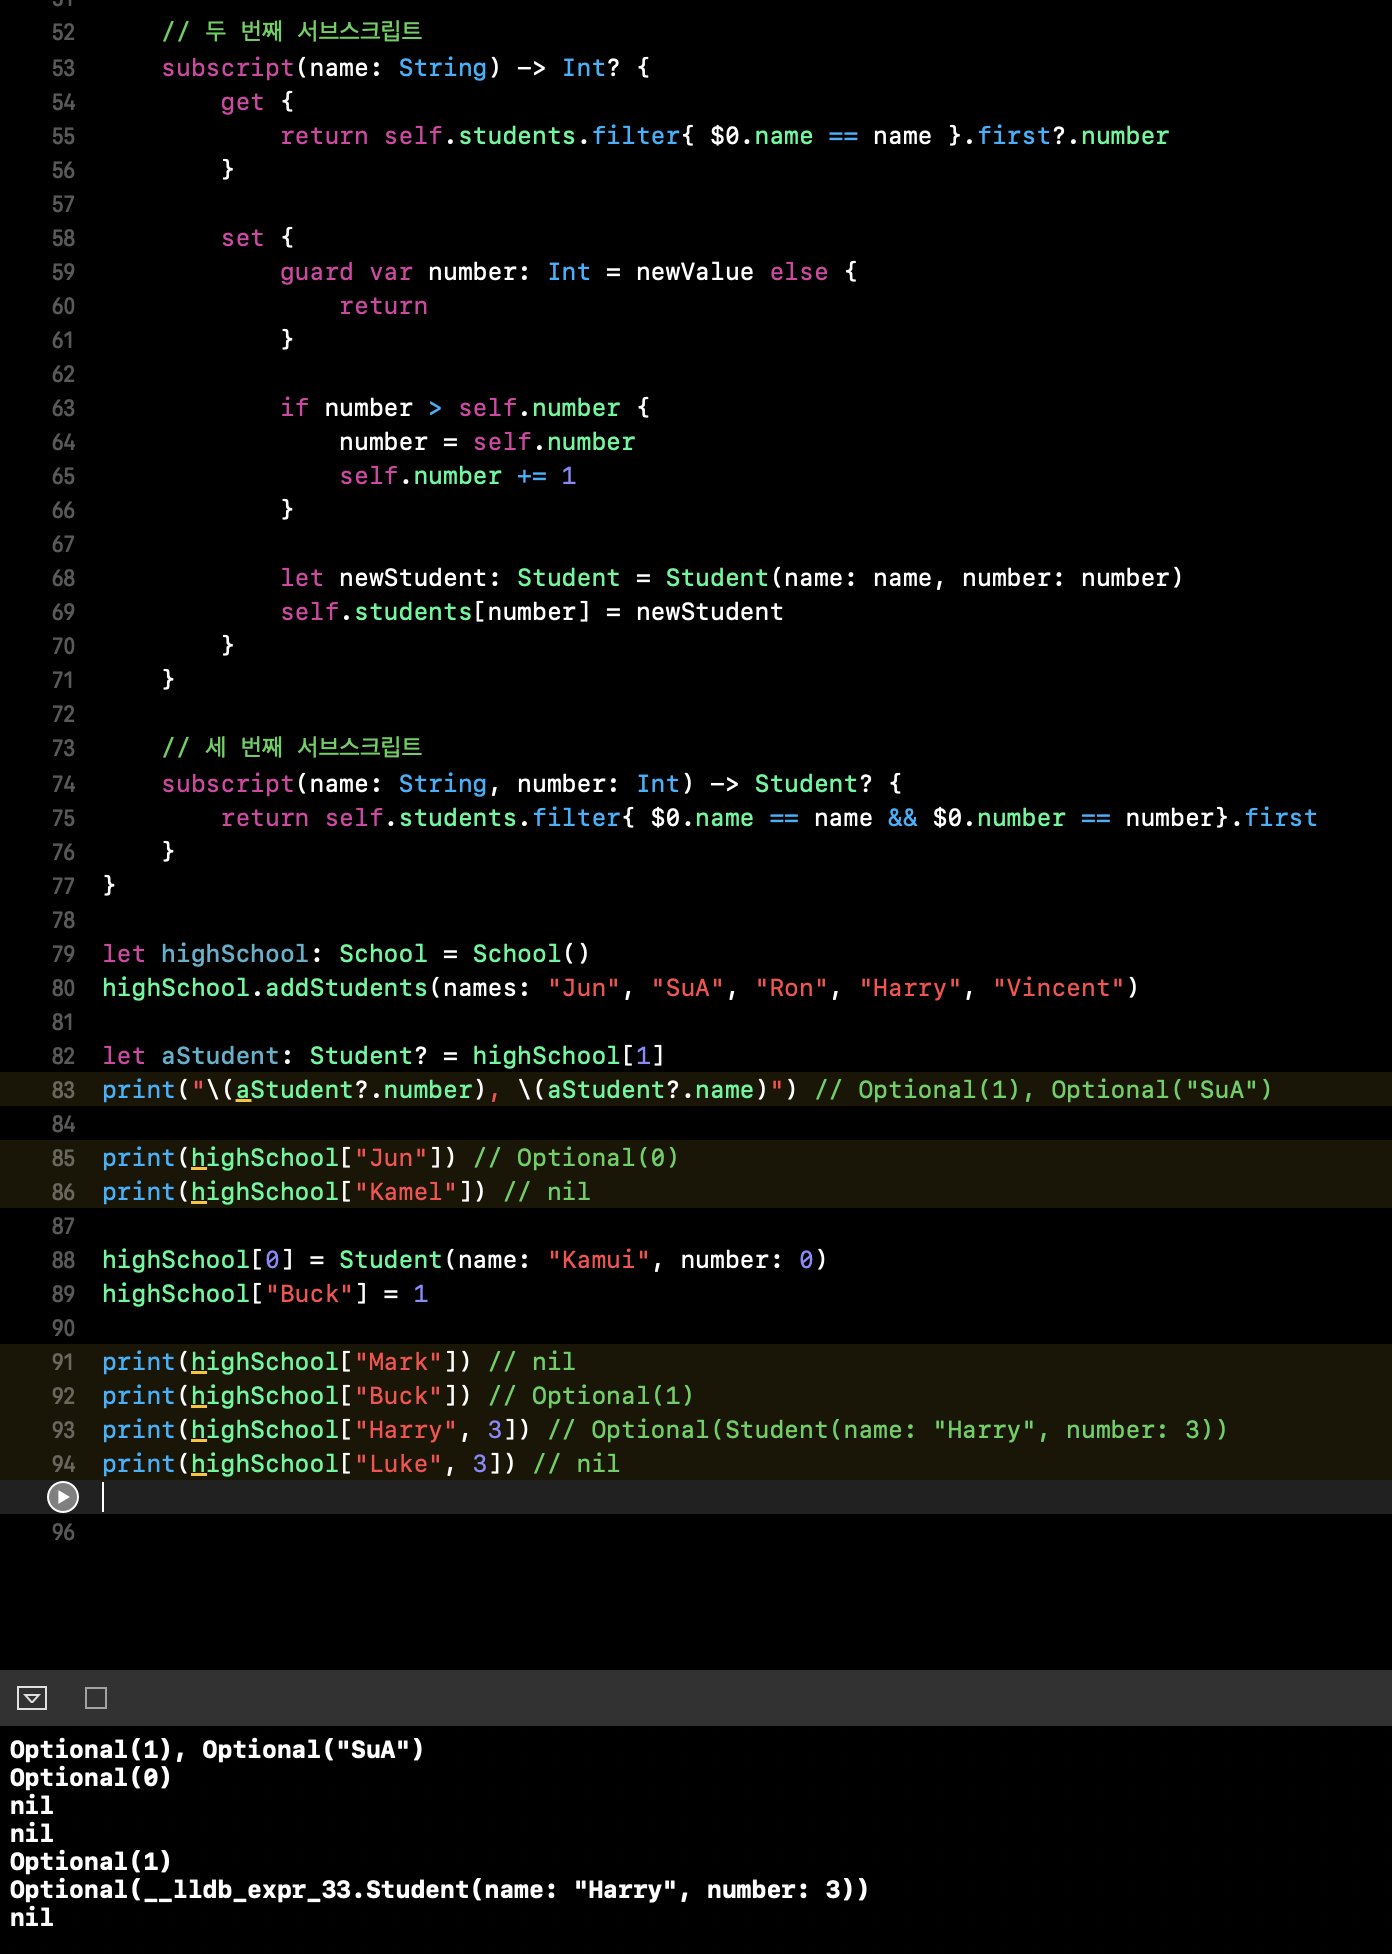 52 // 두 번째 서브스크립트
53 subscript(name: String) -> Int? {
54 get {
55 return self.students.filter{ $0.name == name }.first?.number
56 }
57
58 set {
59 guard var number: Int = newValue else {
60 return
61 }
62
63 if number > self.number {
64 number = self.number
65 self.number += 1
66 }
67
68 let newStudent: Student = Student(name: name, number: number)
69 self.students[number] = newStudent
70 }
71 }
72
73 // 세 번째 서브스크립트
74 subscript(name: String, number: Int) -> Student? {
75 return self.students.filter{ $0.name == name && $0.number == number}.first
76 }
77 }
78
79 let highSchool: School = School()
80 highSchool.addStudents(names: "Jun", "SuA", "Ron", "Harry", "Vincent")
81
82 let aStudent: Student? = highSchool[1]
83 print("\(aStudent?.number), \(aStudent?.name)") // Optional(1), Optional("SuA")
84
85 print(highSchool["Jun"]) // Optional(0)
86 print(highSchool["Kamel"]) // nil
87
88 highSchool[0] = Student(name: "Kamui", number: 0)
89 highSchool["Buck"] = 1
90
91 print(highSchool["Mark"]) // nil
92 print(highSchool["Buck"]) // Optional(1)
93 print(highSchool["Harry", 3]) // Optional(Student(name: "Harry", number: 3))
94 print(highSchool["Luke", 3]) // nil
96
Optional(1), Optional("SuA")
Optional(0)
nil
nil
Optional(1)
Optional(__lldb_expr_33.Student(name: "Harry", number: 3))
nil